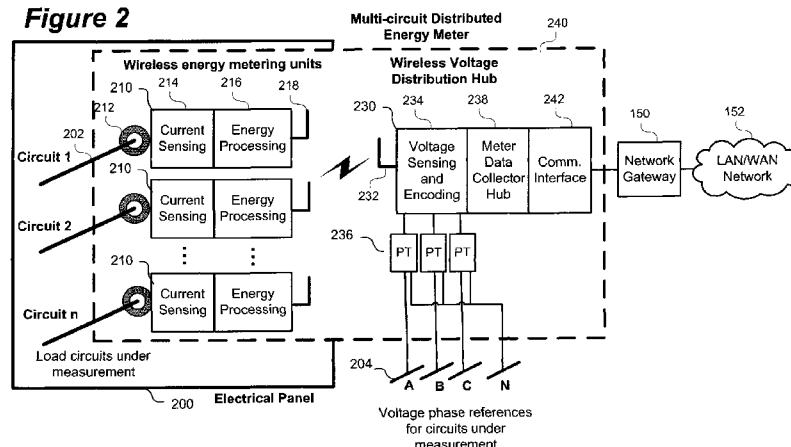 Figure 2
Multi-circuit Distributed
Energy Meter
240
Wireless energy metering units
Wireless Voltage
Distribution Hub
210
214
216
218
212
202
Circuit 1
Current
Sensing
Energy
Processing
230
234
238
242
Voltage
Sensing
and
Encoding
Meter
Data
Collector
Hub
Comm.
Interface
232
150
Network
Gateway
152
LAN/WAN
Network
210
Circuit 2
Current
Sensing
Energy
Processing
236
PT
PT
PT
210
Circuit n
Current
Sensing
Energy
Processing
Load circuits under
measurement
200
Electrical Panel
204
A
B
C
N
Voltage phase references
for circuits under
measurement